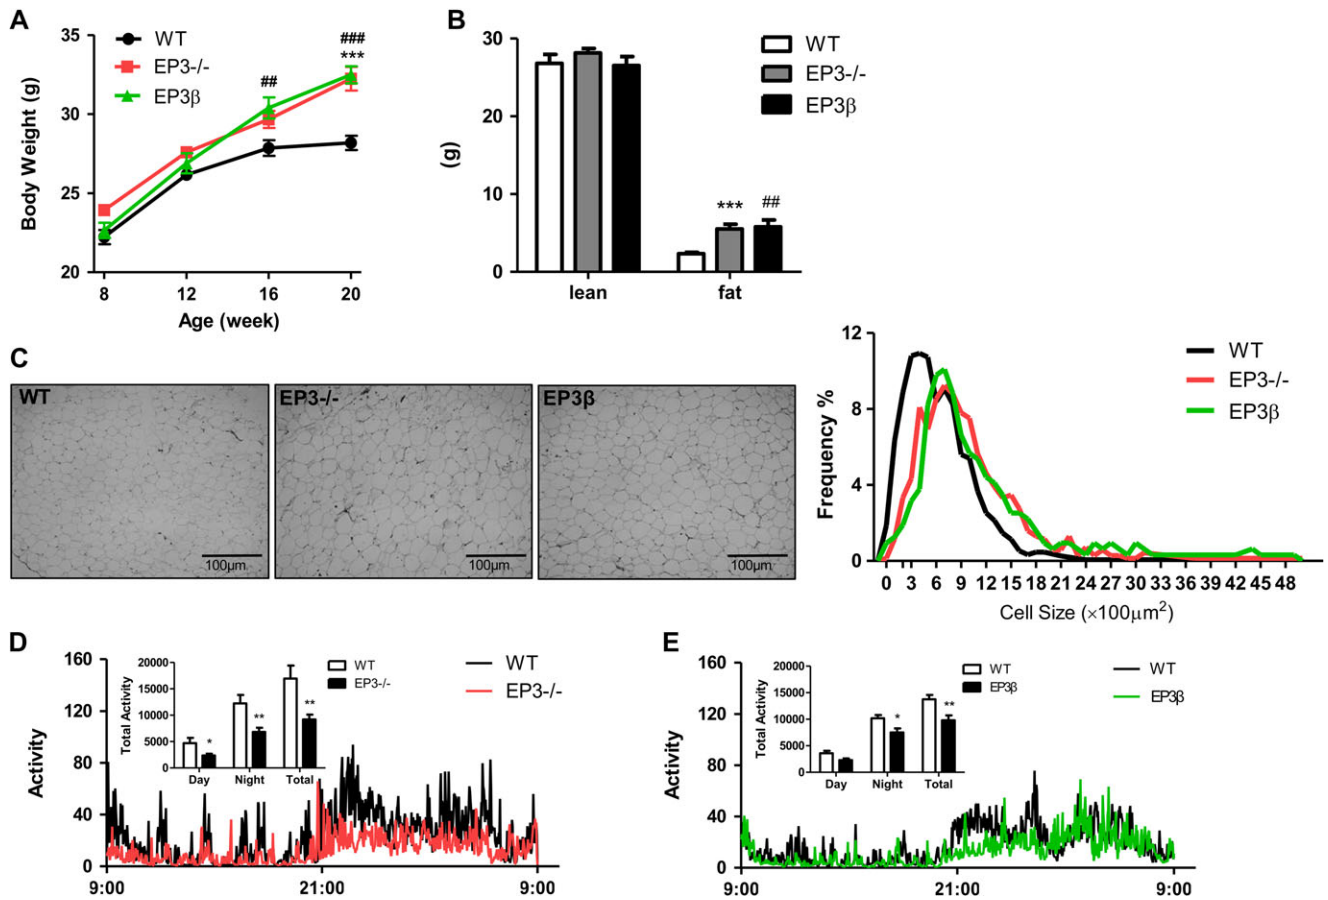 A
35
30
25
20
Body Weight (g)
WT
EP3-/-
EP3β
##
###
***
8 12 16 20
Age (week)
B
30
20
10
0
(g)
WT
EP3-/-
EP3β
***
##
lean fat
C
WT
100μm
EP3-/-
100μm
EP3β
100μm
12
8
4
0
Frequency %
WT
EP3-/-
EP3β
0 3 6 9 12 15 18 21 24 27 30 33 36 39 42 45 48
Cell Size (×100μm²)
D
160
120
80
40
0
Activity
20000
15000
10000
5000
0
Total Activity
WT
EP3-/-
* ** **
Day Night Total
WT
EP3-/-
9:00 21:00 9:00
E
160
120
80
40
0
Activity
20000
15000
10000
5000
0
Total Activity
WT
EP3β
* **
Day Night Total
WT
EP3β
9:00 21:00 9:00